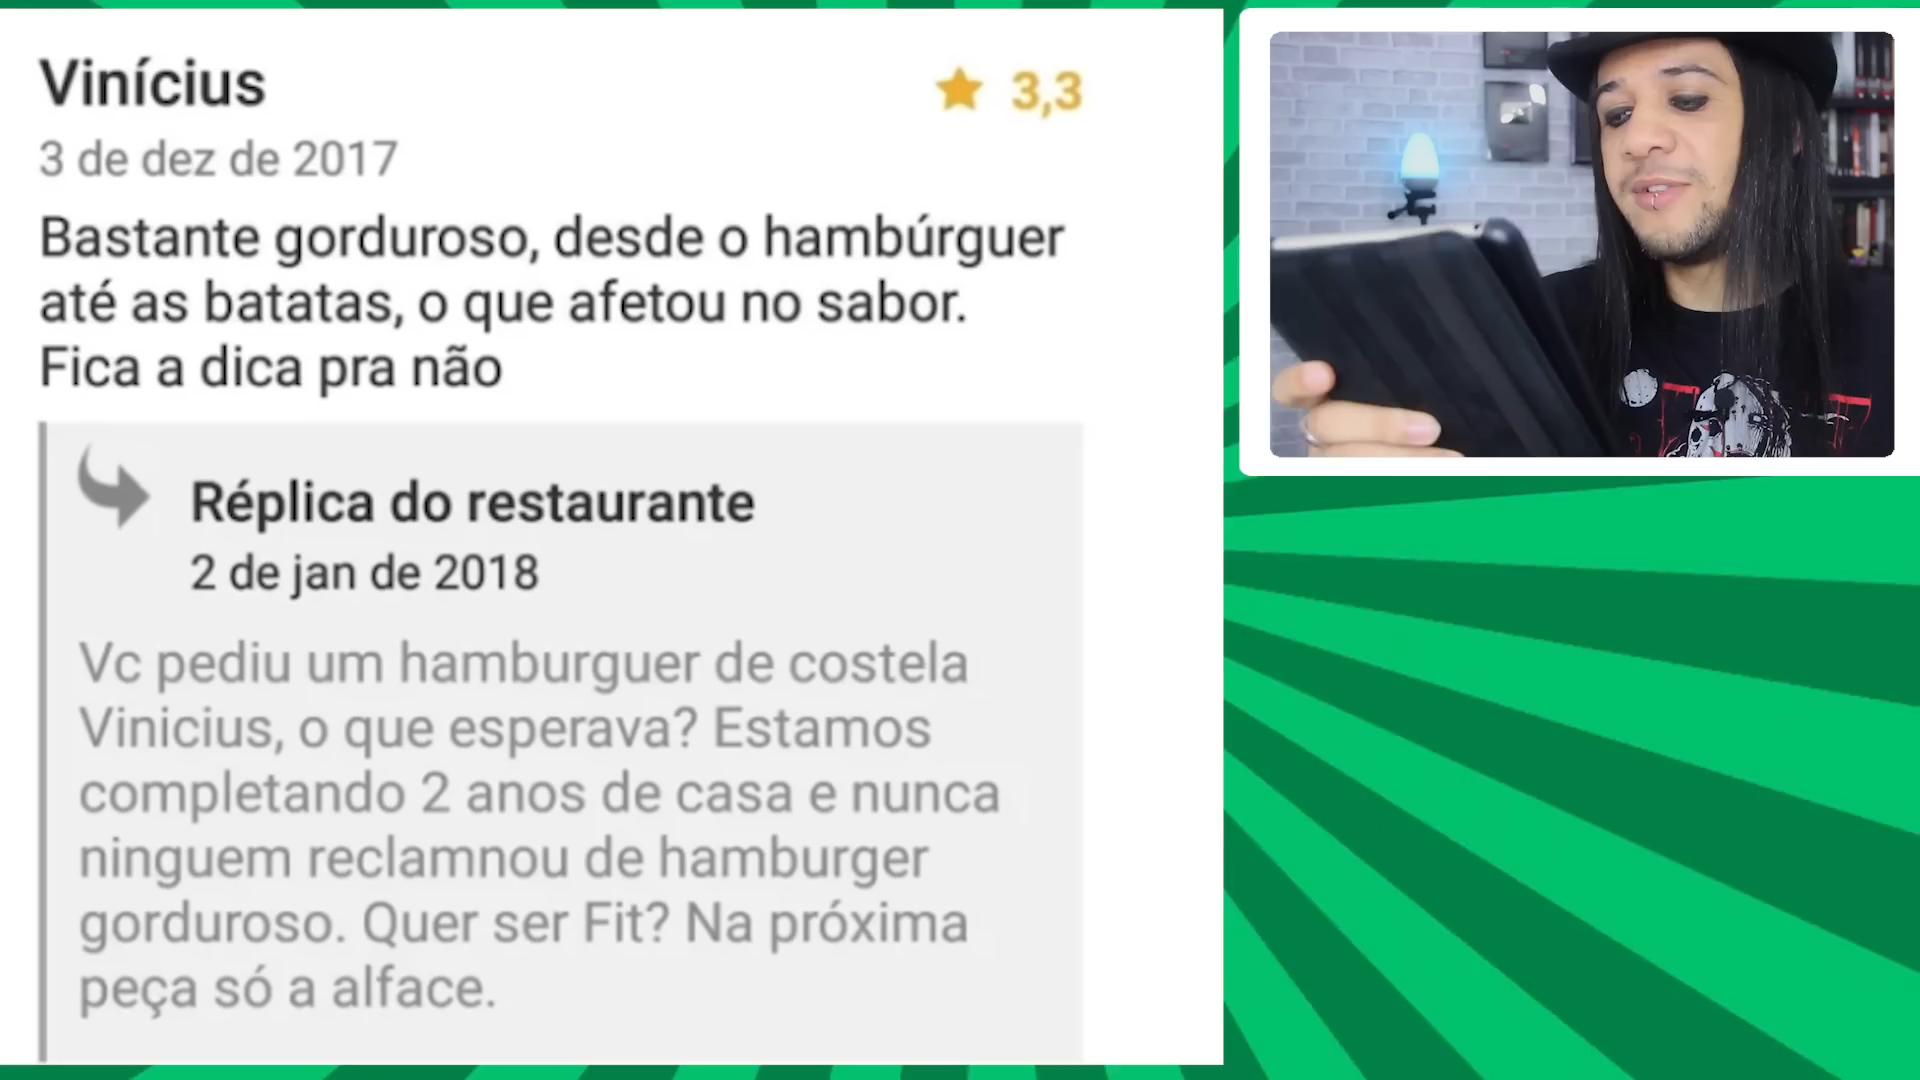 Vinícius
3,3
3 de dez de 2017
Bastante gorduroso, desde o hambúrguer
até as batatas, o que afetou no sabor.
Fica a dica pra não
Réplica do restaurante
2 de jan de 2018
Vc pediu um hamburguer de costela
Vinicius, o que esperava? Estamos
completando 2 anos de casa e nunca
ninguem reclamnou de hamburger
gorduroso. Quer ser Fit? Na próxima
peça só a alface.